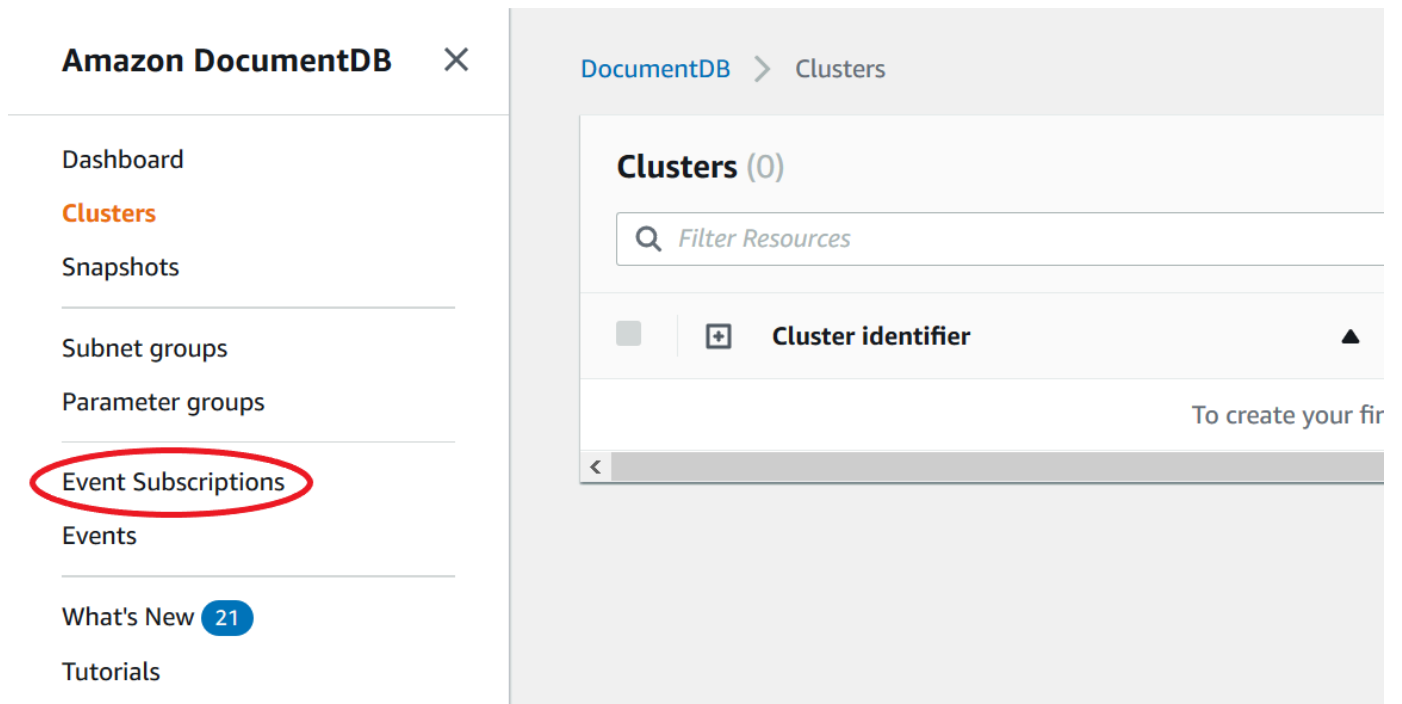 Amazon DocumentDB
Dashboard
Clusters
Snapshots
Subnet groups
Parameter groups
Event Subscriptions
Events
What's New 21
Tutorials
DocumentDB > Clusters
Clusters (0)
Filter Resources
Cluster identifier
To create your fir